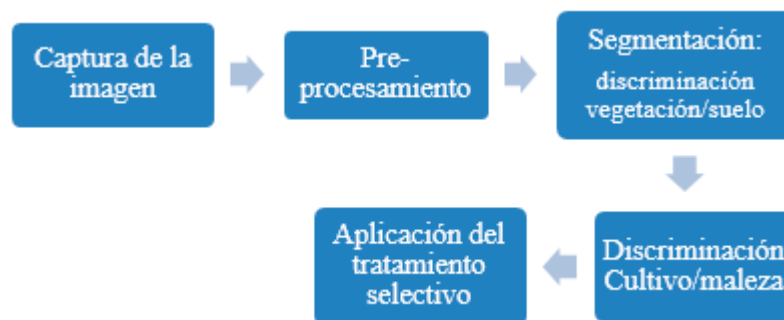 Captura de la
imagen
Pre-
procesamiento
Segmentación:
discriminación
vegetación/suelo
Discriminación
Cultivo/maleza
Aplicación del
tratamiento
selectivo